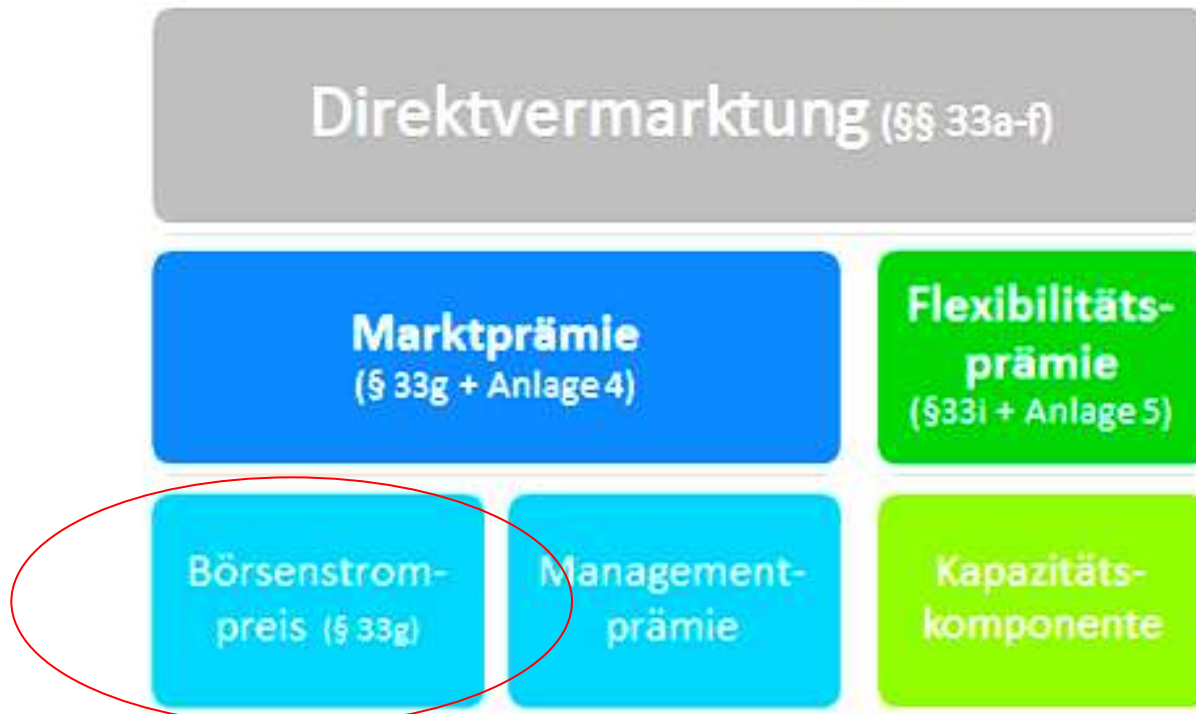 Direktvermarktung (§§ 33a-f)
Marktprämie
(§ 33g + Anlage 4)
Flexibilitäts-
prämie
(§33i + Anlage 5)
Börsenstrom-
preis (§ 33g)
Management-
prämie
Kapazitäts-
komponente